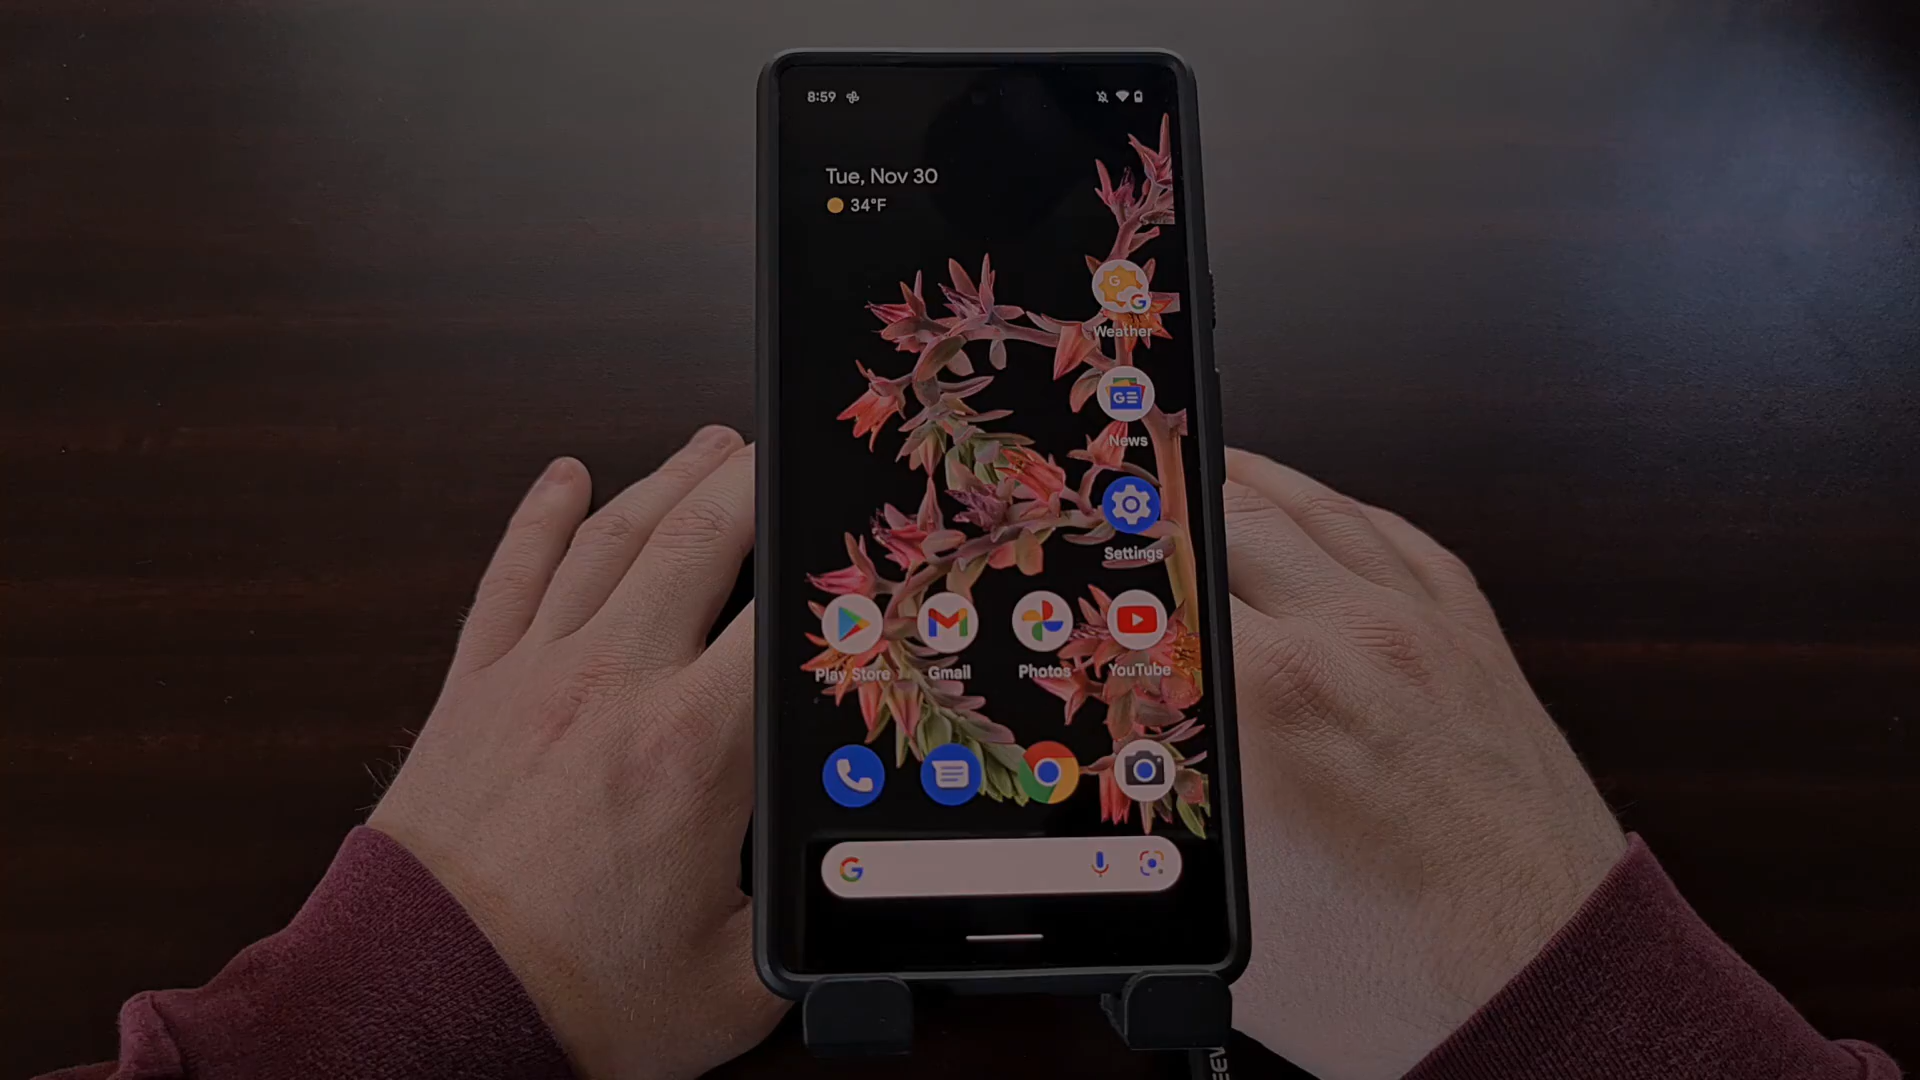 8:59
Tue, Nov 30
34°F
Weather
News
Settings
Play Store
Gmail
Photos
YouTube